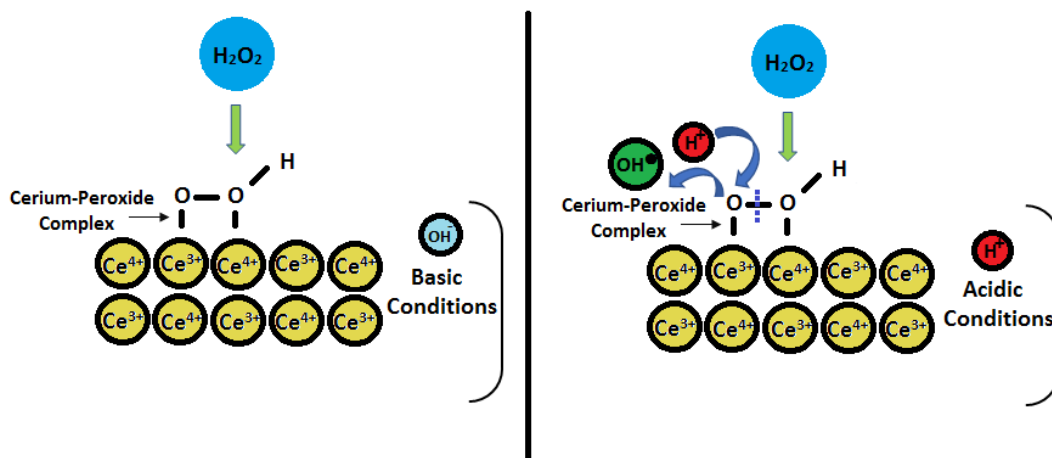 H₂O₂
H
O O
Cerium-Peroxide
Complex
Ce⁴⁺ Ce³⁺ Ce⁴⁺ Ce³⁺ Ce⁴⁺
Ce³⁺ Ce⁴⁺ Ce³⁺ Ce⁴⁺ Ce³⁺
OH⁻
Basic
Conditions
H₂O₂
OH•
H⁺
H
O O
Cerium-Peroxide
Complex
Ce⁴⁺ Ce³⁺ Ce⁴⁺ Ce³⁺ Ce⁴⁺
Ce³⁺ Ce⁴⁺ Ce³⁺ Ce⁴⁺ Ce³⁺
H⁺
Acidic
Conditions